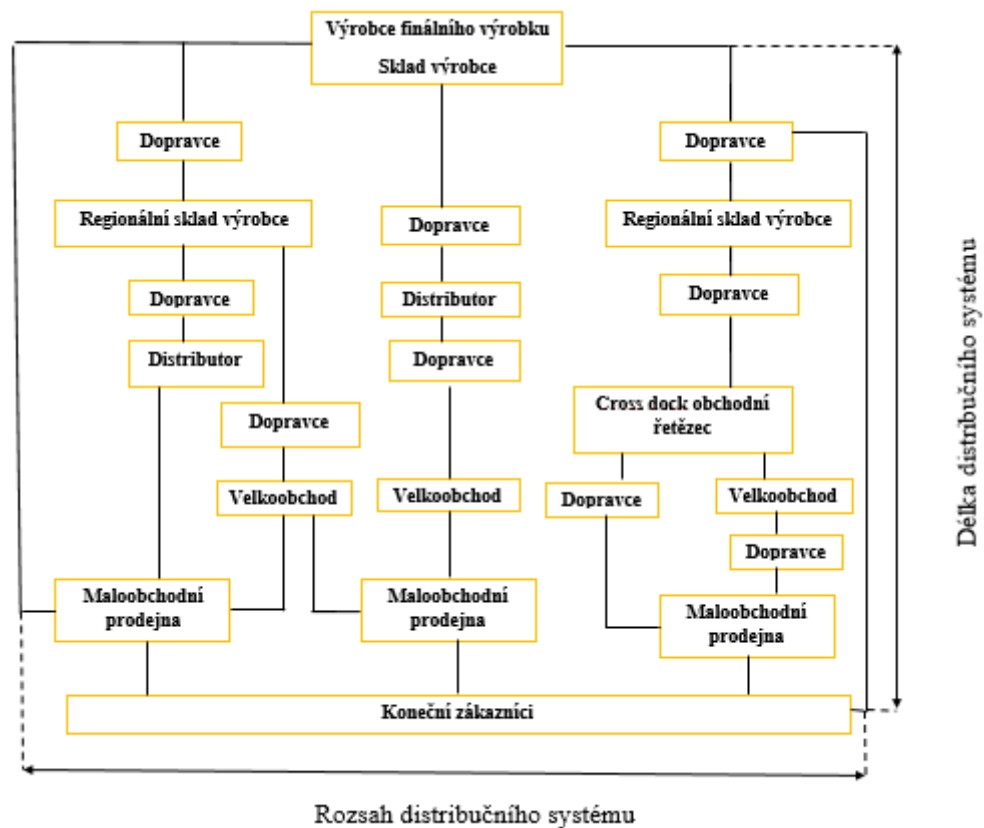 Výrobce finálního výrobku
Sklad výrobce
Dopravce
Dopravce
Regionální sklad výrobce
Dopravce
Regionální sklad výrobce
Dopravce
Distributor
Dopravce
Distributor
Dopravce
Dopravce
Cross dock obchodní
řetězec
Velkoobchod
Velkoobchod
Dopravce
Velkoobchod
Dopravce
Maloobchodní
prodejna
Maloobchodní
prodejna
Maloobchodní
prodejna
Koneční zákazníci
Délka distribučního systému
Rozsah distribučního systému